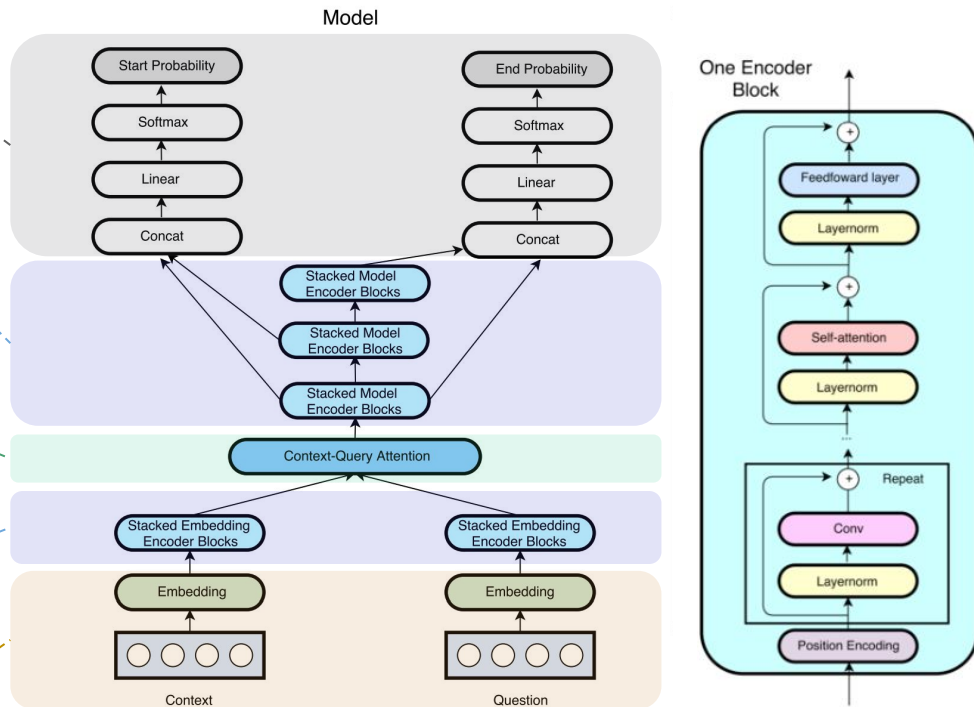 Model
Start Probability
End Probability
Softmax
Softmax
Linear
Linear
Concat
Concat
Stacked Model
Encoder Blocks
Stacked Model
Encoder Blocks
Stacked Model
Encoder Blocks
Context-Query Attention
Stacked Embedding
Encoder Blocks
Stacked Embedding
Encoder Blocks
Embedding
Embedding
Context
Question
One Encoder
Block
+
Feedfoward layer
Layernorm
+
Self-attention
Layernorm
...
+
Repeat
Conv
Layernorm
Position Encoding